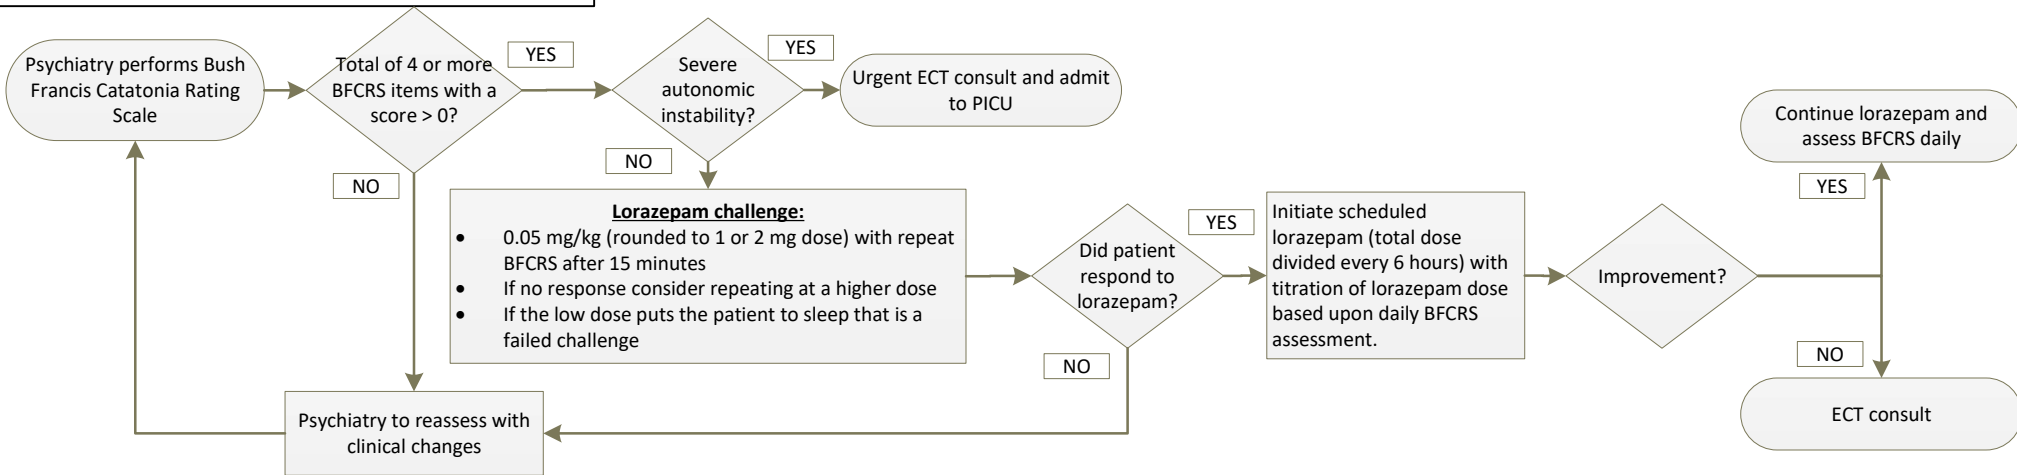 Psychiatry performs Bush
Francis Catatonia Rating
Scale
Total of 4 or more
BFCRS items with a
score > 0?
YES
NO
Severe
autonomic
instability?
YES
NO
Urgent ECT consult and admit
to PICU
Lorazepam challenge:
• 0.05 mg/kg (rounded to 1 or 2 mg dose) with repeat
BFCRS after 15 minutes
• If no response consider repeating at a higher dose
• If the low dose puts the patient to sleep that is a
failed challenge
Did patient
respond to
lorazepam?
YES
NO
Psychiatry to reassess with
clinical changes
Initiate scheduled
lorazepam (total dose
divided every 6 hours) with
titration of lorazepam dose
based upon daily BFCRS
assessment.
Improvement?
YES
Continue lorazepam and
assess BFCRS daily
NO
ECT consult